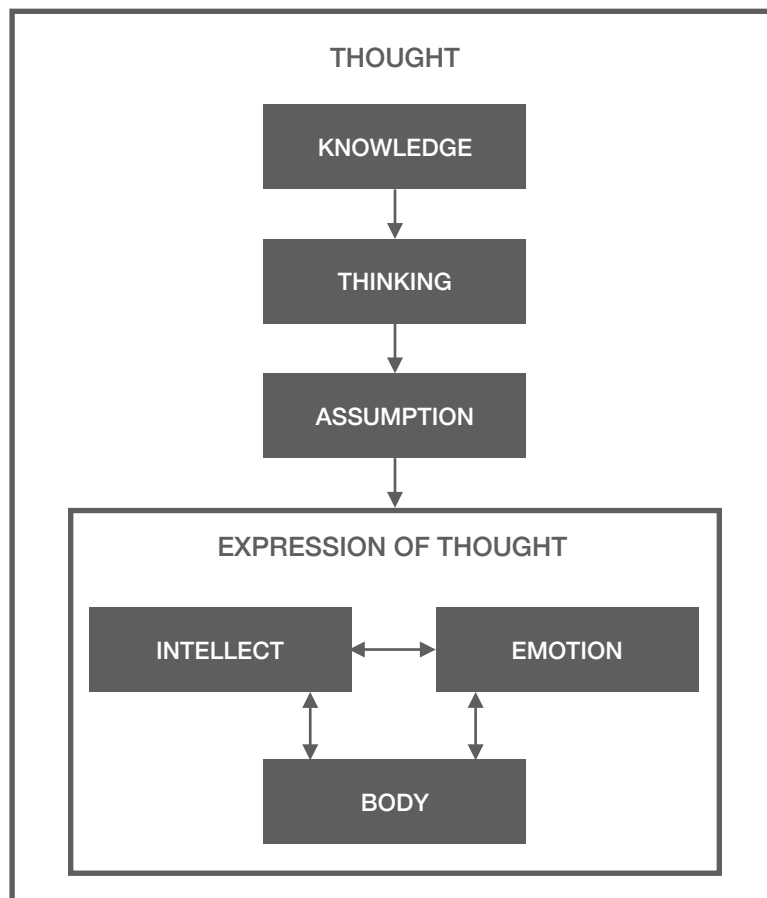 THOUGHT
KNOWLEDGE
THINKING
ASSUMPTION
EXPRESSION OF THOUGHT
INTELLECT
EMOTION
BODY